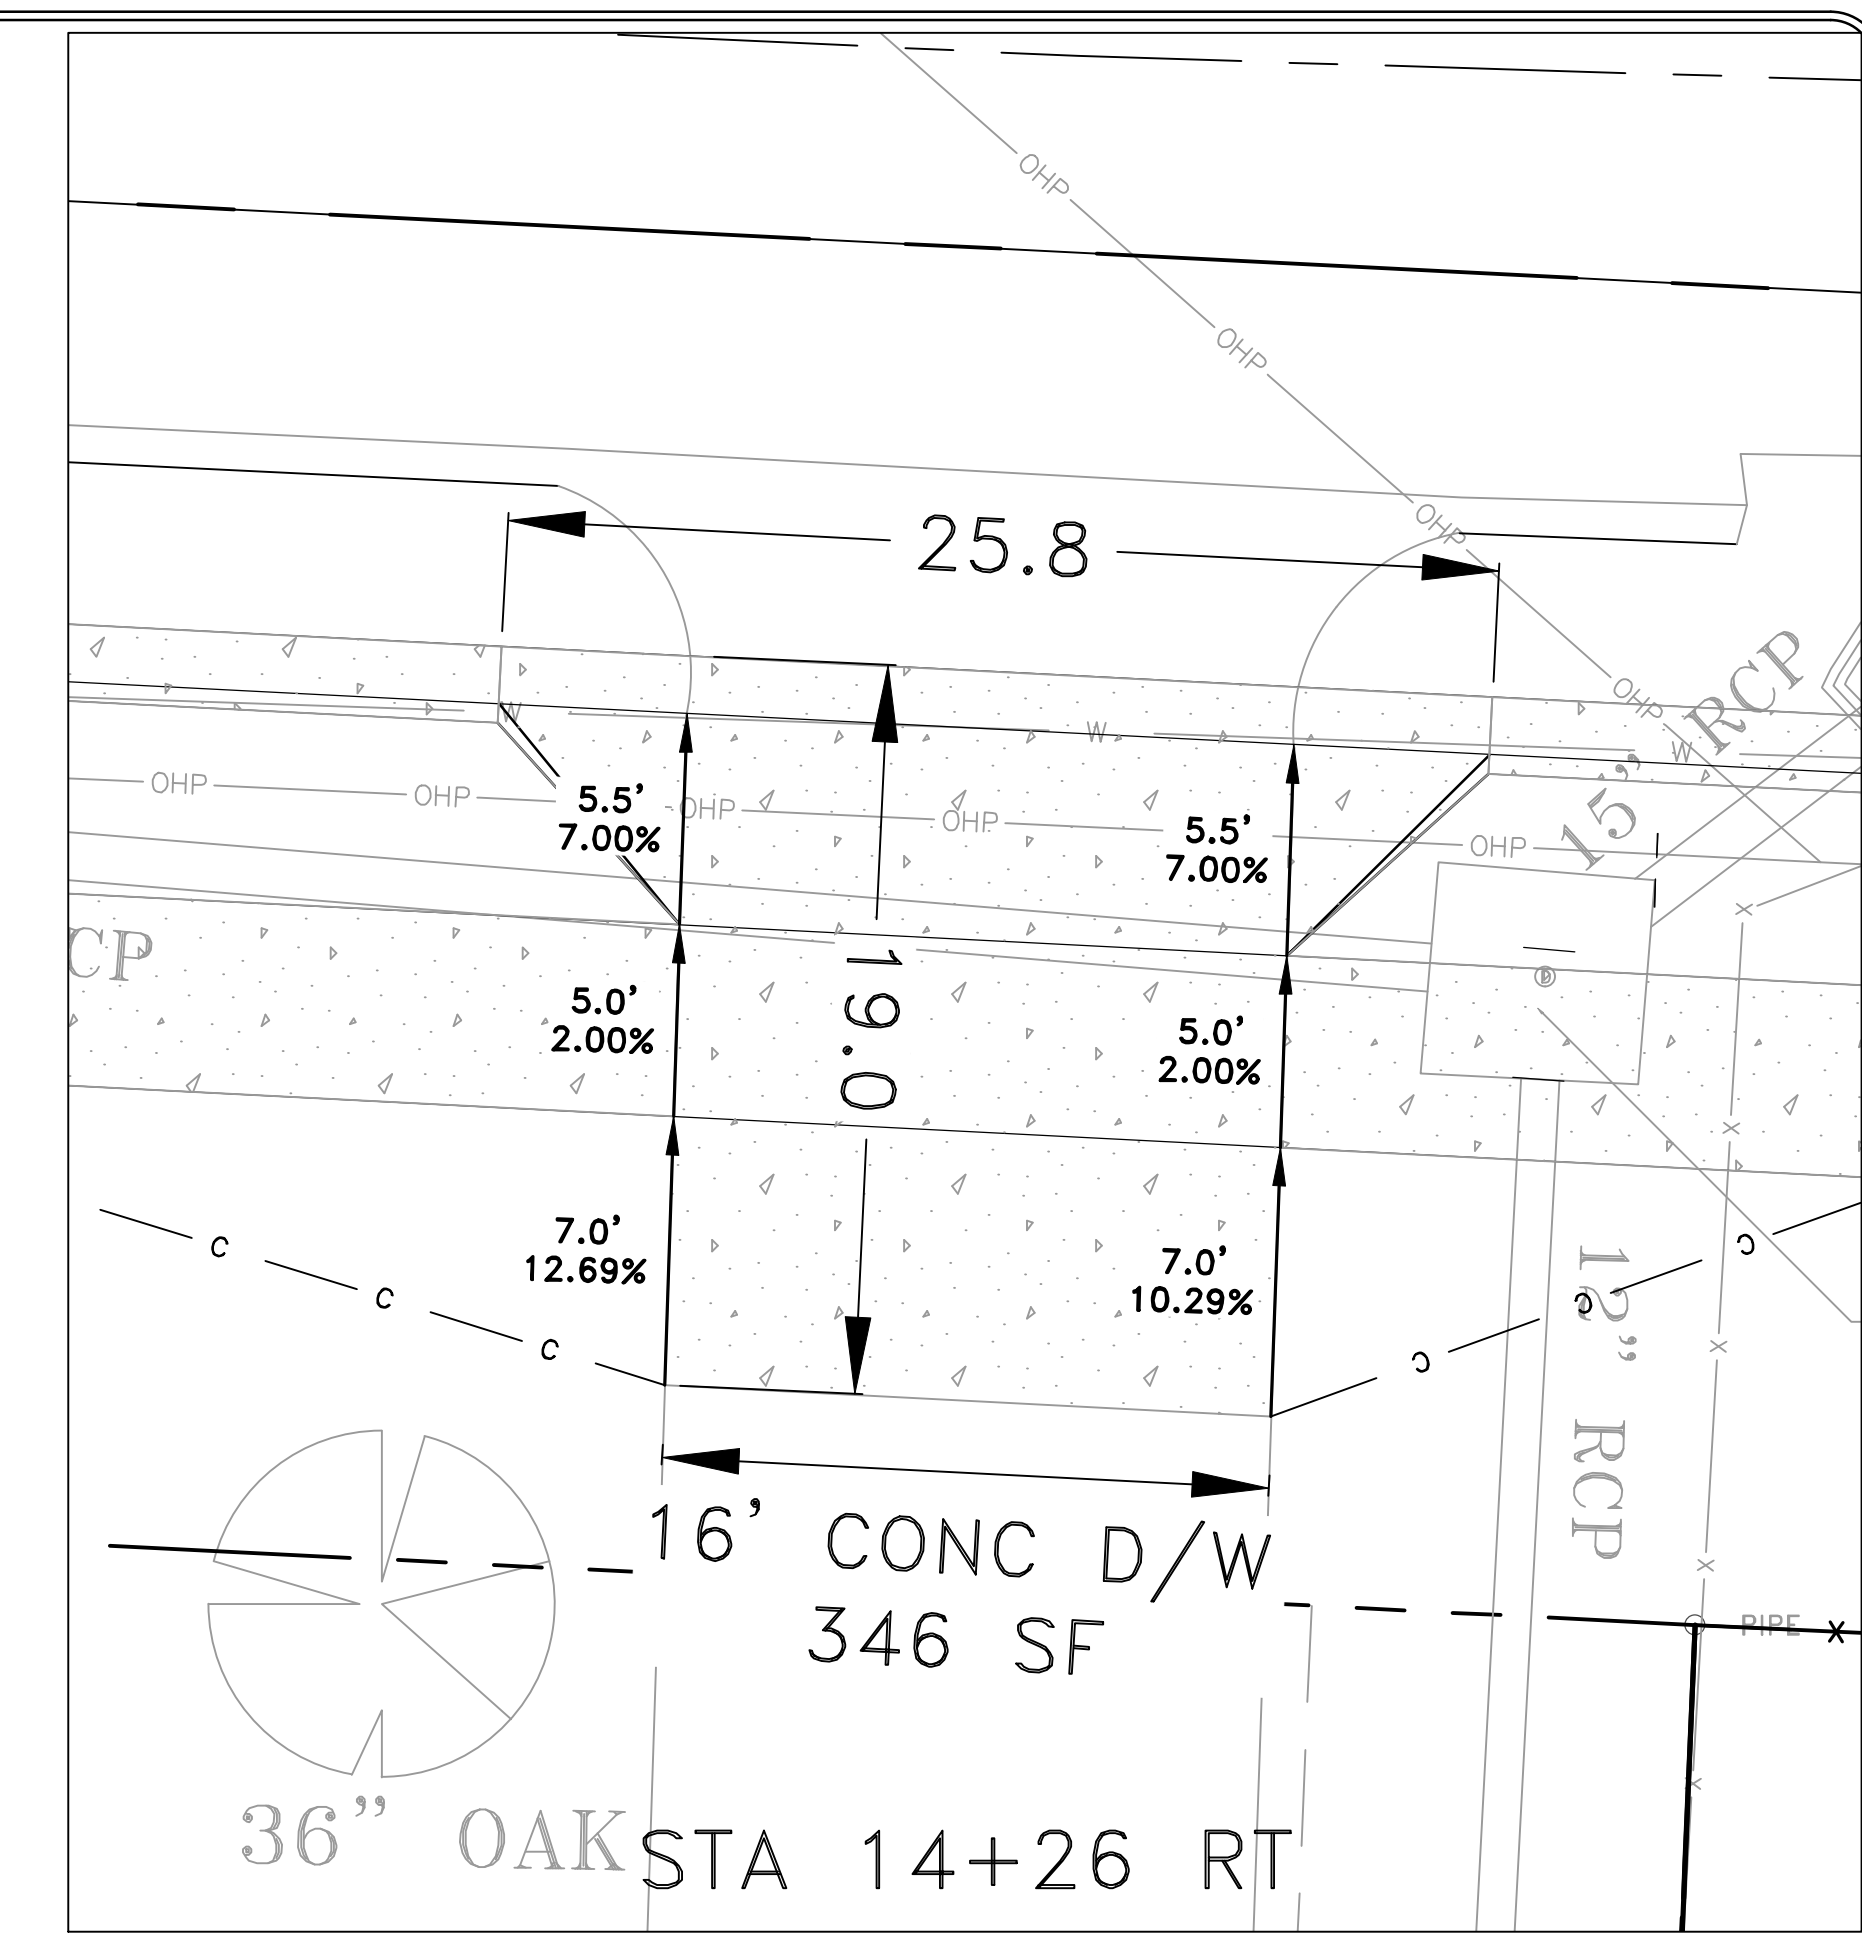 OHP
OHP
OHP
OHP
25.8
15” RCP
W
W
W
OHP
OHP
OHP
OHP
OHP
5.5’
7.00%
5.5’
7.00%
CP
X
D
19.0
5.0’
2.00%
5.0’
2.00%
X
7.0’
12.69%
7.0’
10.29%
C
C
C
C
C
C
12” RCP
X
X
16’ CONC D/W
346 SF
PIPE
X
X
36” OAK
STA 14+26 RT